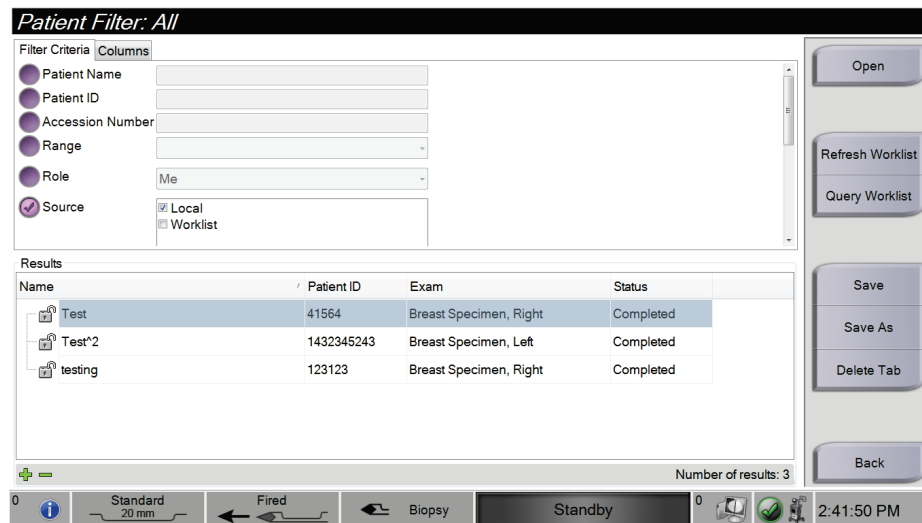 Patient Filter: All
Filter Criteria Columns
Patient Name
Patient ID
Accession Number
Range
Role Me
Source Local
Worklist
Open
Refresh Worklist
Query Worklist
Save
Save As
Delete Tab
Back
Results
Name Patient ID Exam Status
Test 41564 Breast Specimen, Right Completed
Test^2 1432345243 Breast Specimen, Left Completed
testing 123123 Breast Specimen, Right Completed
Number of results: 3
0 Standard 20 mm Fired Biopsy Standby 0 2:41:50 PM